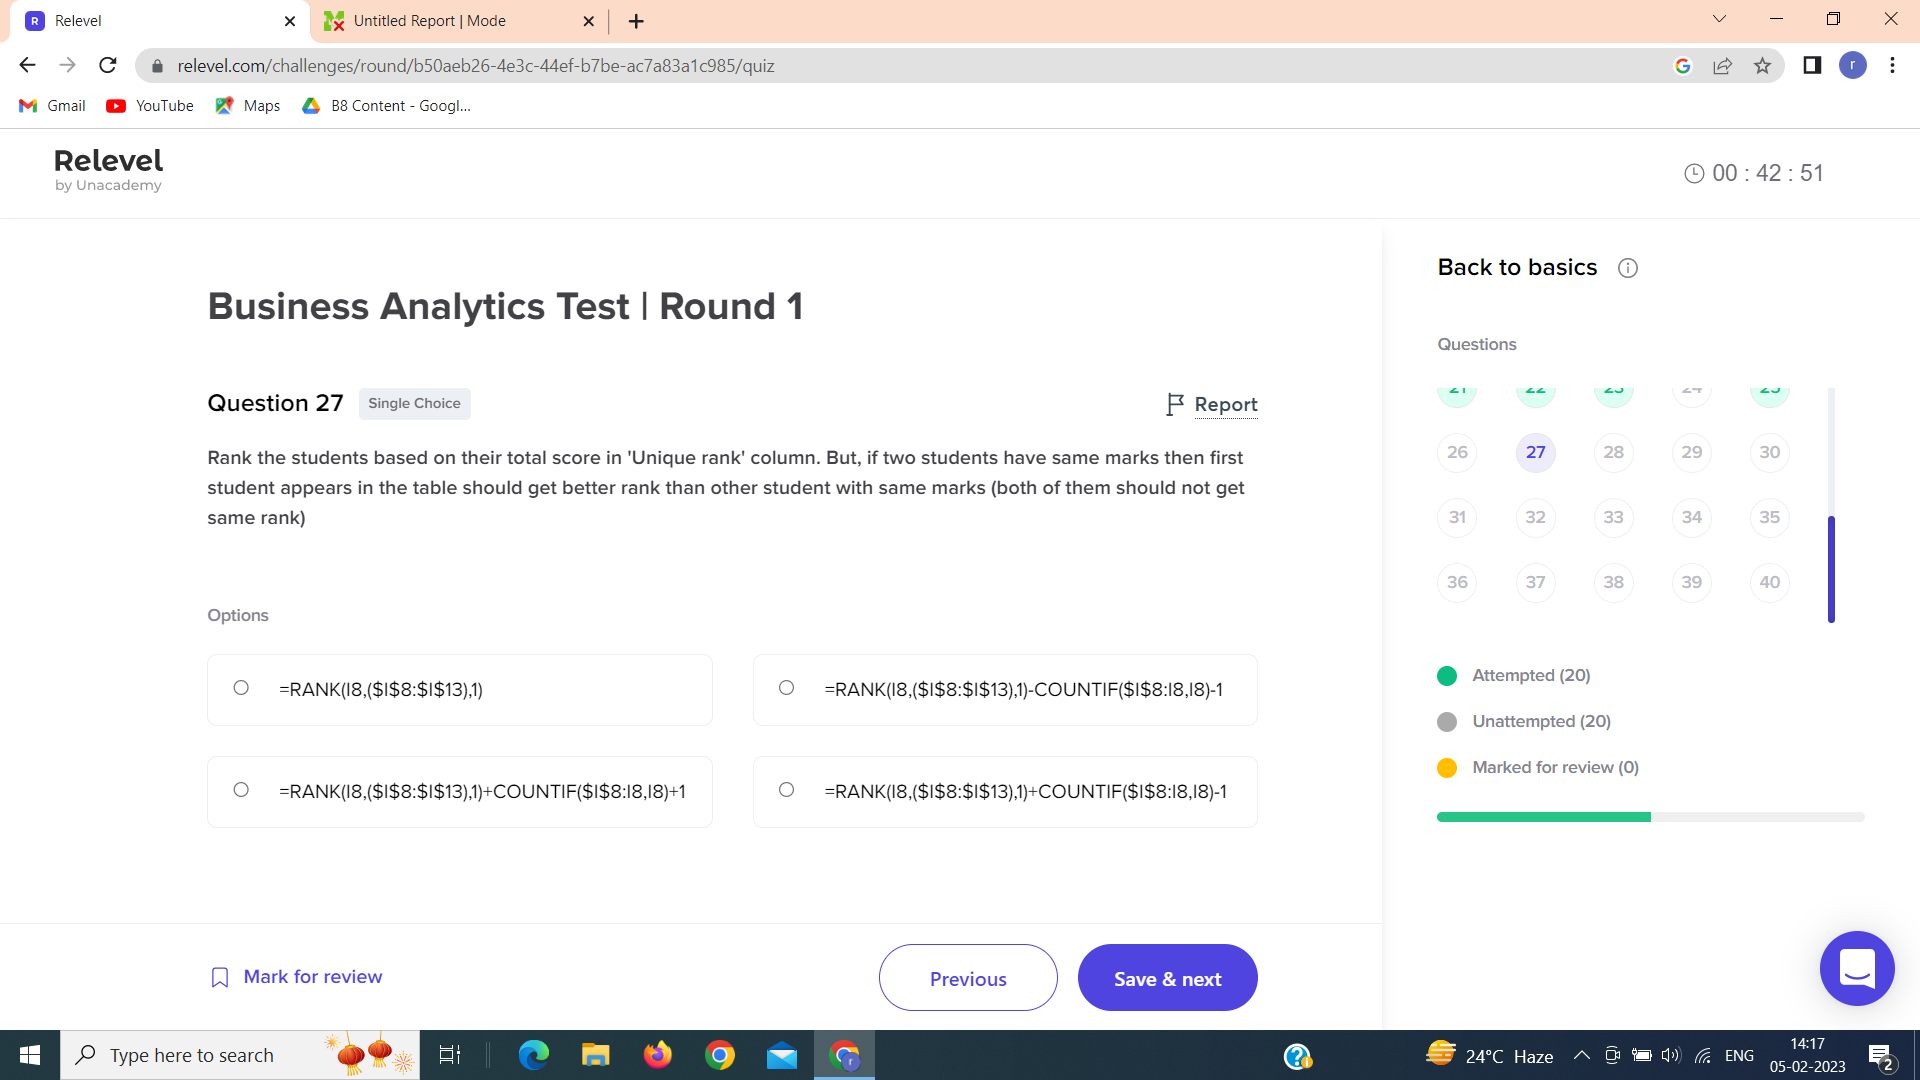 Relevel
Untitled Report | Mode
relevel.com/challenges/round/b50aeb26-4e3c-44ef-b7be-ac7a83a1c985/quiz
r
Gmail
YouTube
Maps
B8 Content - Googl...
Relevel
by Unacademy
00 : 42 : 51
Business Analytics Test | Round 1
Question 27
Single Choice
Report
Rank the students based on their total score in 'Unique rank' column. But, if two students have same marks then first
student appears in the table should get better rank than other student with same marks (both of them should not get
same rank)
Options
=RANK(I8,($I$8:$I$13),1)
=RANK(I8,($I$8:$I$13),1)-COUNTIF($I$8:I8,I8)-1
=RANK(I8,($I$8:$I$13),1)+COUNTIF($I$8:I8,I8)+1
=RANK(I8,($I$8:$I$13),1)+COUNTIF($I$8:I8,I8)-1
Mark for review
Previous
Save & next
Back to basics
Questions
21 22 23 24 25
26 27 28 29 30
31 32 33 34 35
36 37 38 39 40
Attempted (20)
Unattempted (20)
Marked for review (0)
Type here to search
24°C Haze
ENG
14:17
05-02-2023
2